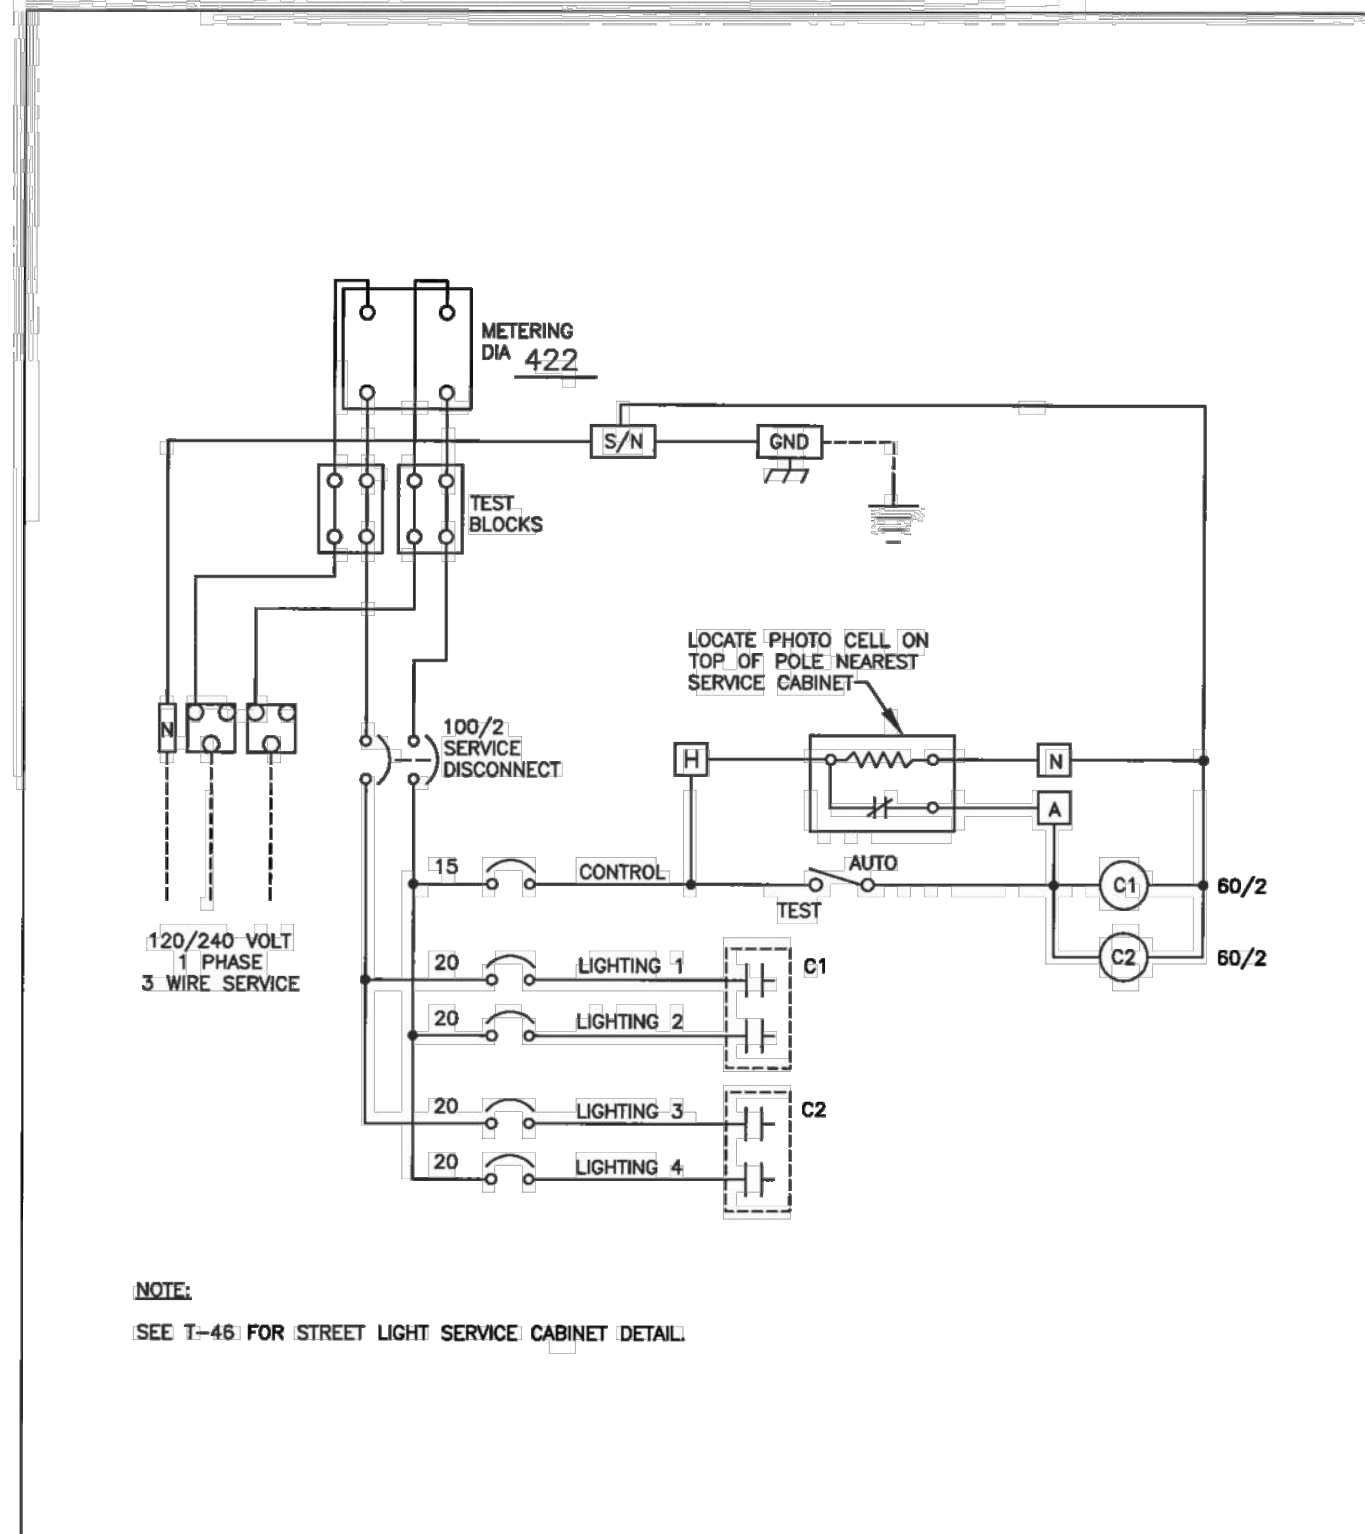 METERING
DIA 422
S/N
GND
TEST
BLOCKS
LOCATE PHOTO CELL ON
TOP OF POLE NEAREST
SERVICE CABINET
N
100/2
SERVICE
DISCONNECT
H
N
A
15
CONTROL
AUTO
TEST
C1
60/2
C2
60/2
120/240 VOLT
1 PHASE
3 WIRE SERVICE
20
LIGHTING 1
C1
20
LIGHTING 2
20
LIGHTING 3
C2
20
LIGHTING 4
NOTE:
SEE T-46 FOR STREET LIGHT SERVICE CABINET DETAIL.